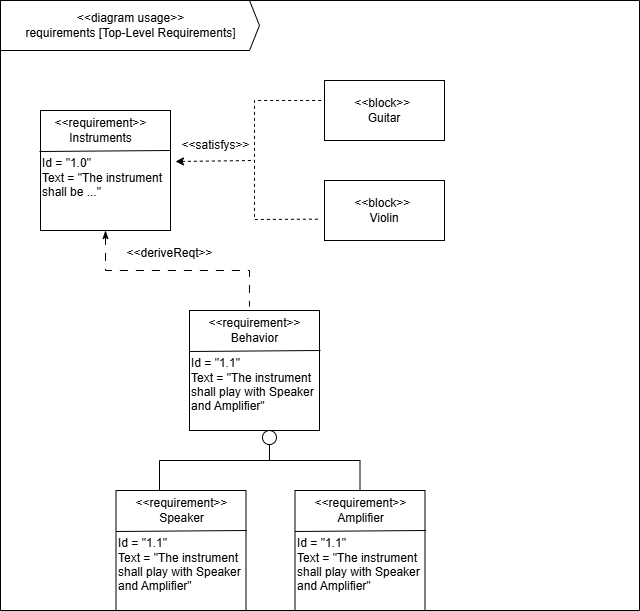 <<diagram usage>>
requirements [Top-Level Requirements]
<<block>>
Guitar
<<requirement>>
Instruments
<<satisfys>>
Id = "1.0"
Text = "The instrument
shall be ..."
<<block>>
Violin
<<deriveReqt>>
<<requirement>>
Behavior
Id = "1.1"
Text = "The instrument
shall play with Speaker
and Amplifier"
<<requirement>>
Speaker
Id = "1.1"
Text = "The instrument
shall play with Speaker
and Amplifier"
<<requirement>>
Amplifier
Id = "1.1"
Text = "The instrument
shall play with Speaker
and Amplifier"